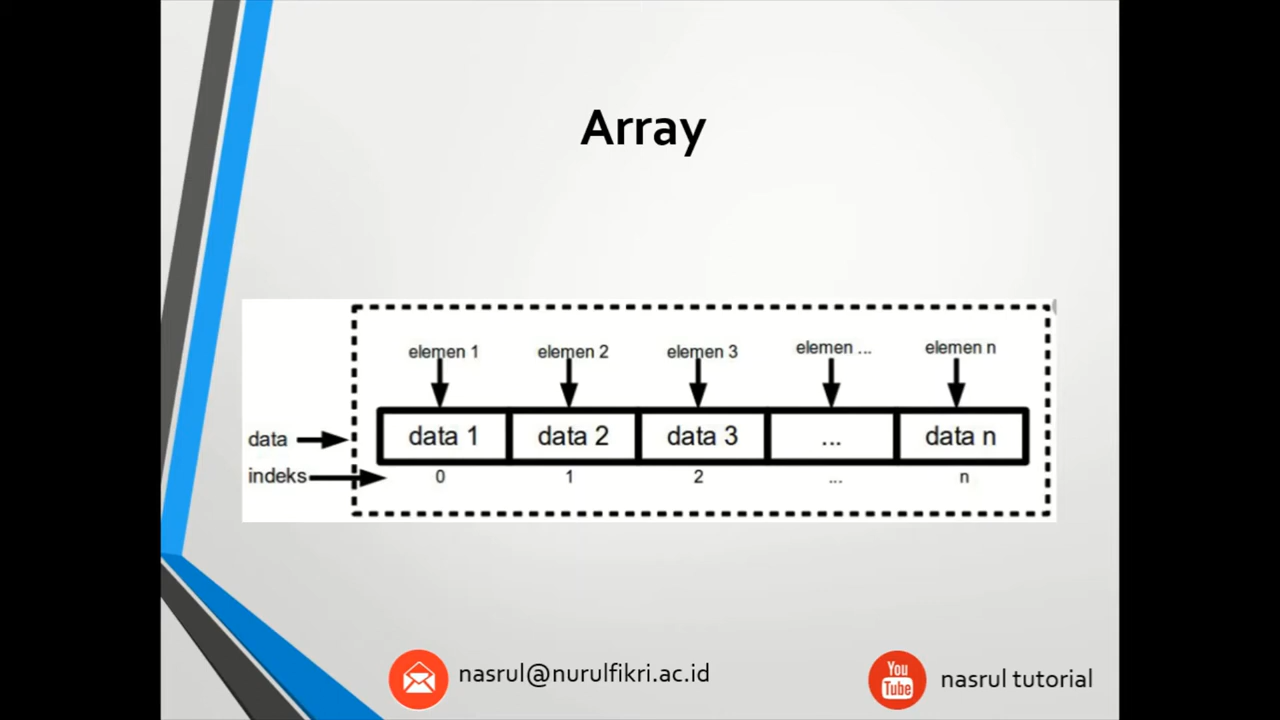 Array
elemen 1 elemen 2 elemen 3 elemen ... elemen n
data data 1 data 2 data 3 ... data n
indeks 0 1 2 ... n
nasrul@nurulfikri.ac.id
You
Tube
nasrul tutorial